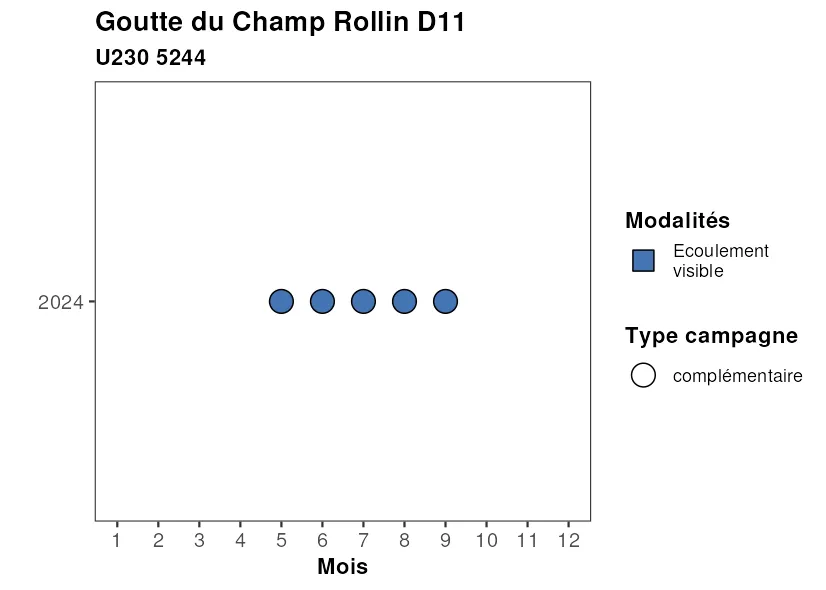 Goutte du Champ Rollin D11
U230 5244
Modalités
Ecoulement
visible
2024
Type campagne
complémentaire
1 2 3 4 5 6 7 8 9 10 11 12
Mois